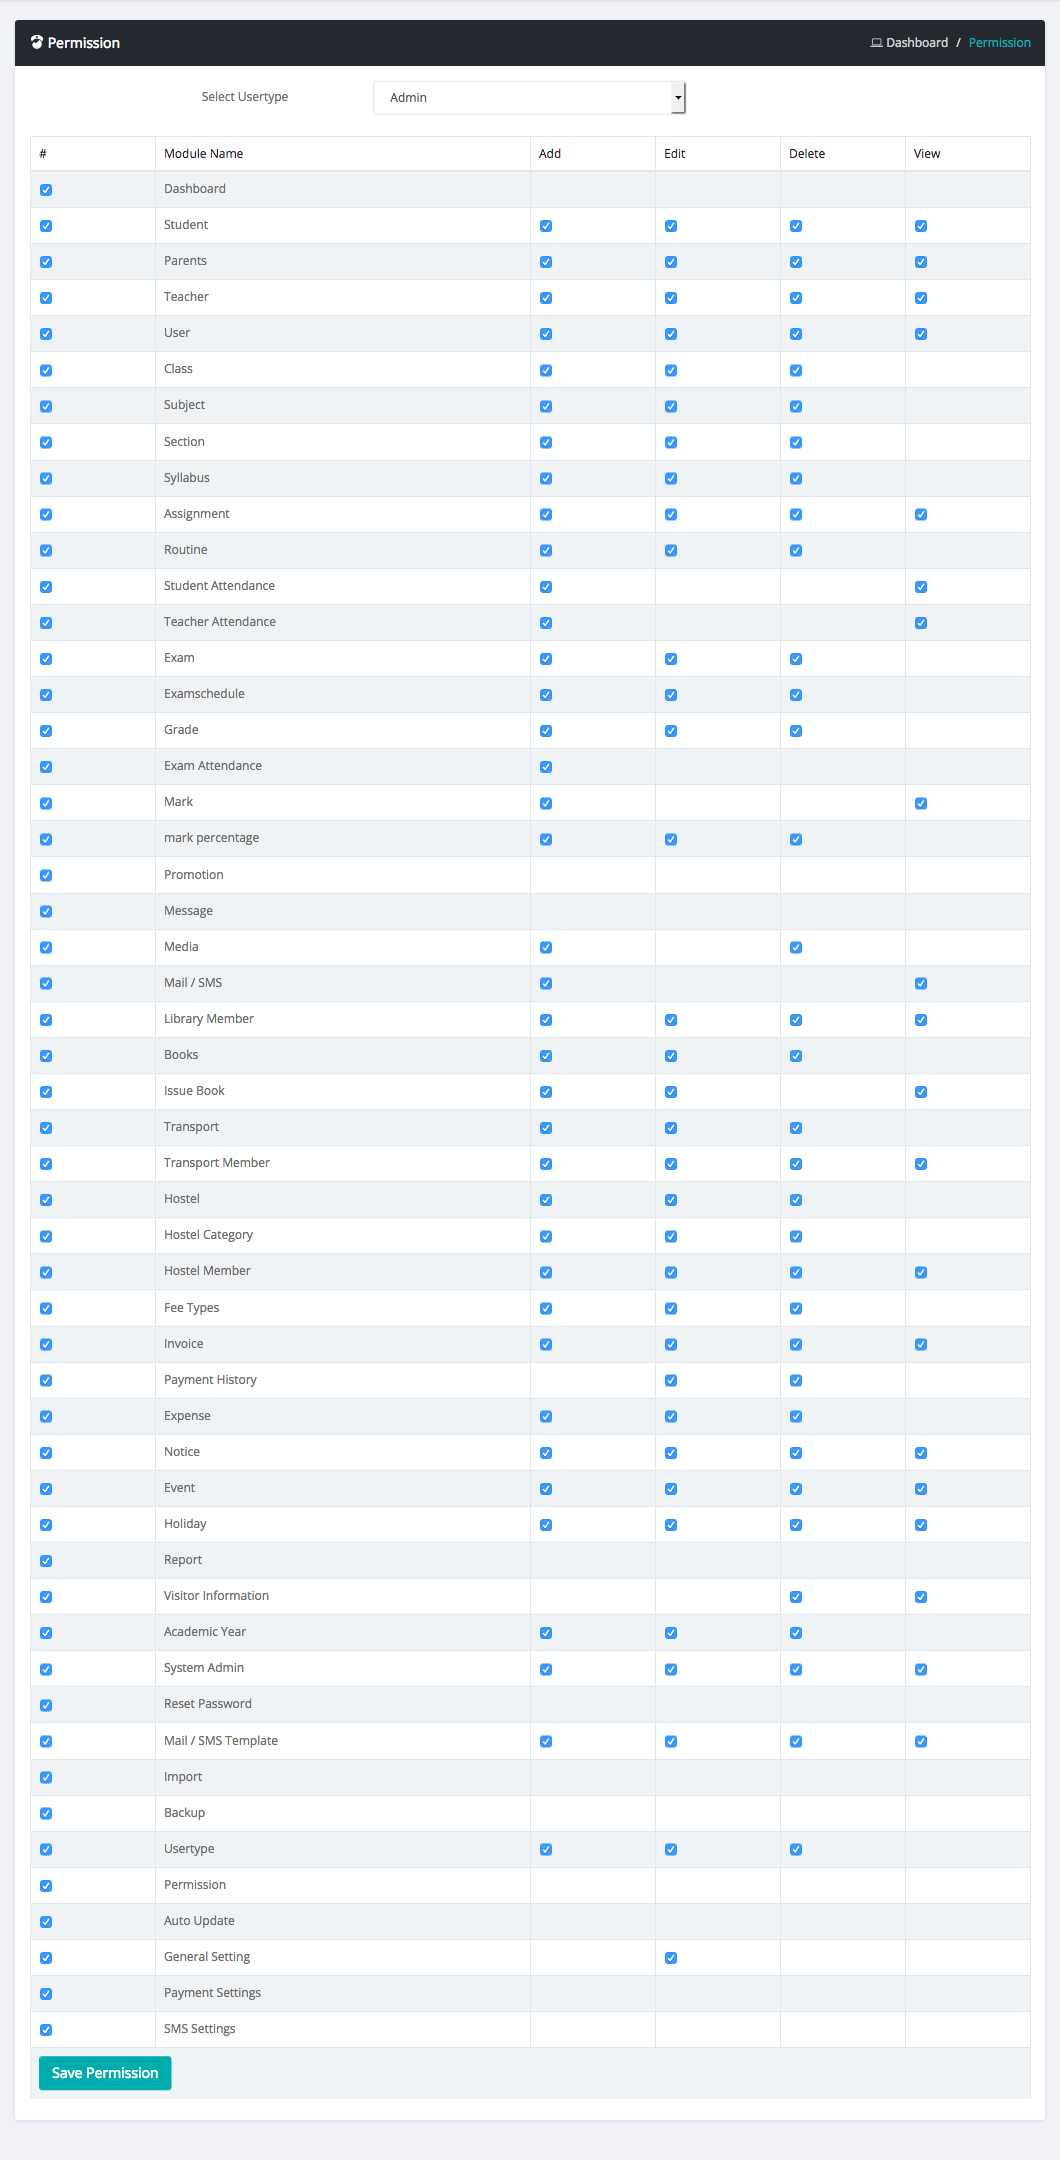 Permission
Dashboard / Permission
Select Usertype
Admin
# Module Name Add Edit Delete View
Dashboard
Student
Parents
Teacher
User
Class
Subject
Section
Syllabus
Assignment
Routine
Student Attendance
Teacher Attendance
Exam
Examschedule
Grade
Exam Attendance
Mark
mark percentage
Promotion
Message
Media
Mail / SMS
Library Member
Books
Issue Book
Transport
Transport Member
Hostel
Hostel Category
Hostel Member
Fee Types
Invoice
Payment History
Expense
Notice
Event
Holiday
Report
Visitor Information
Academic Year
System Admin
Reset Password
Mail / SMS Template
Import
Backup
Usertype
Permission
Auto Update
General Setting
Payment Settings
SMS Settings
Save Permission